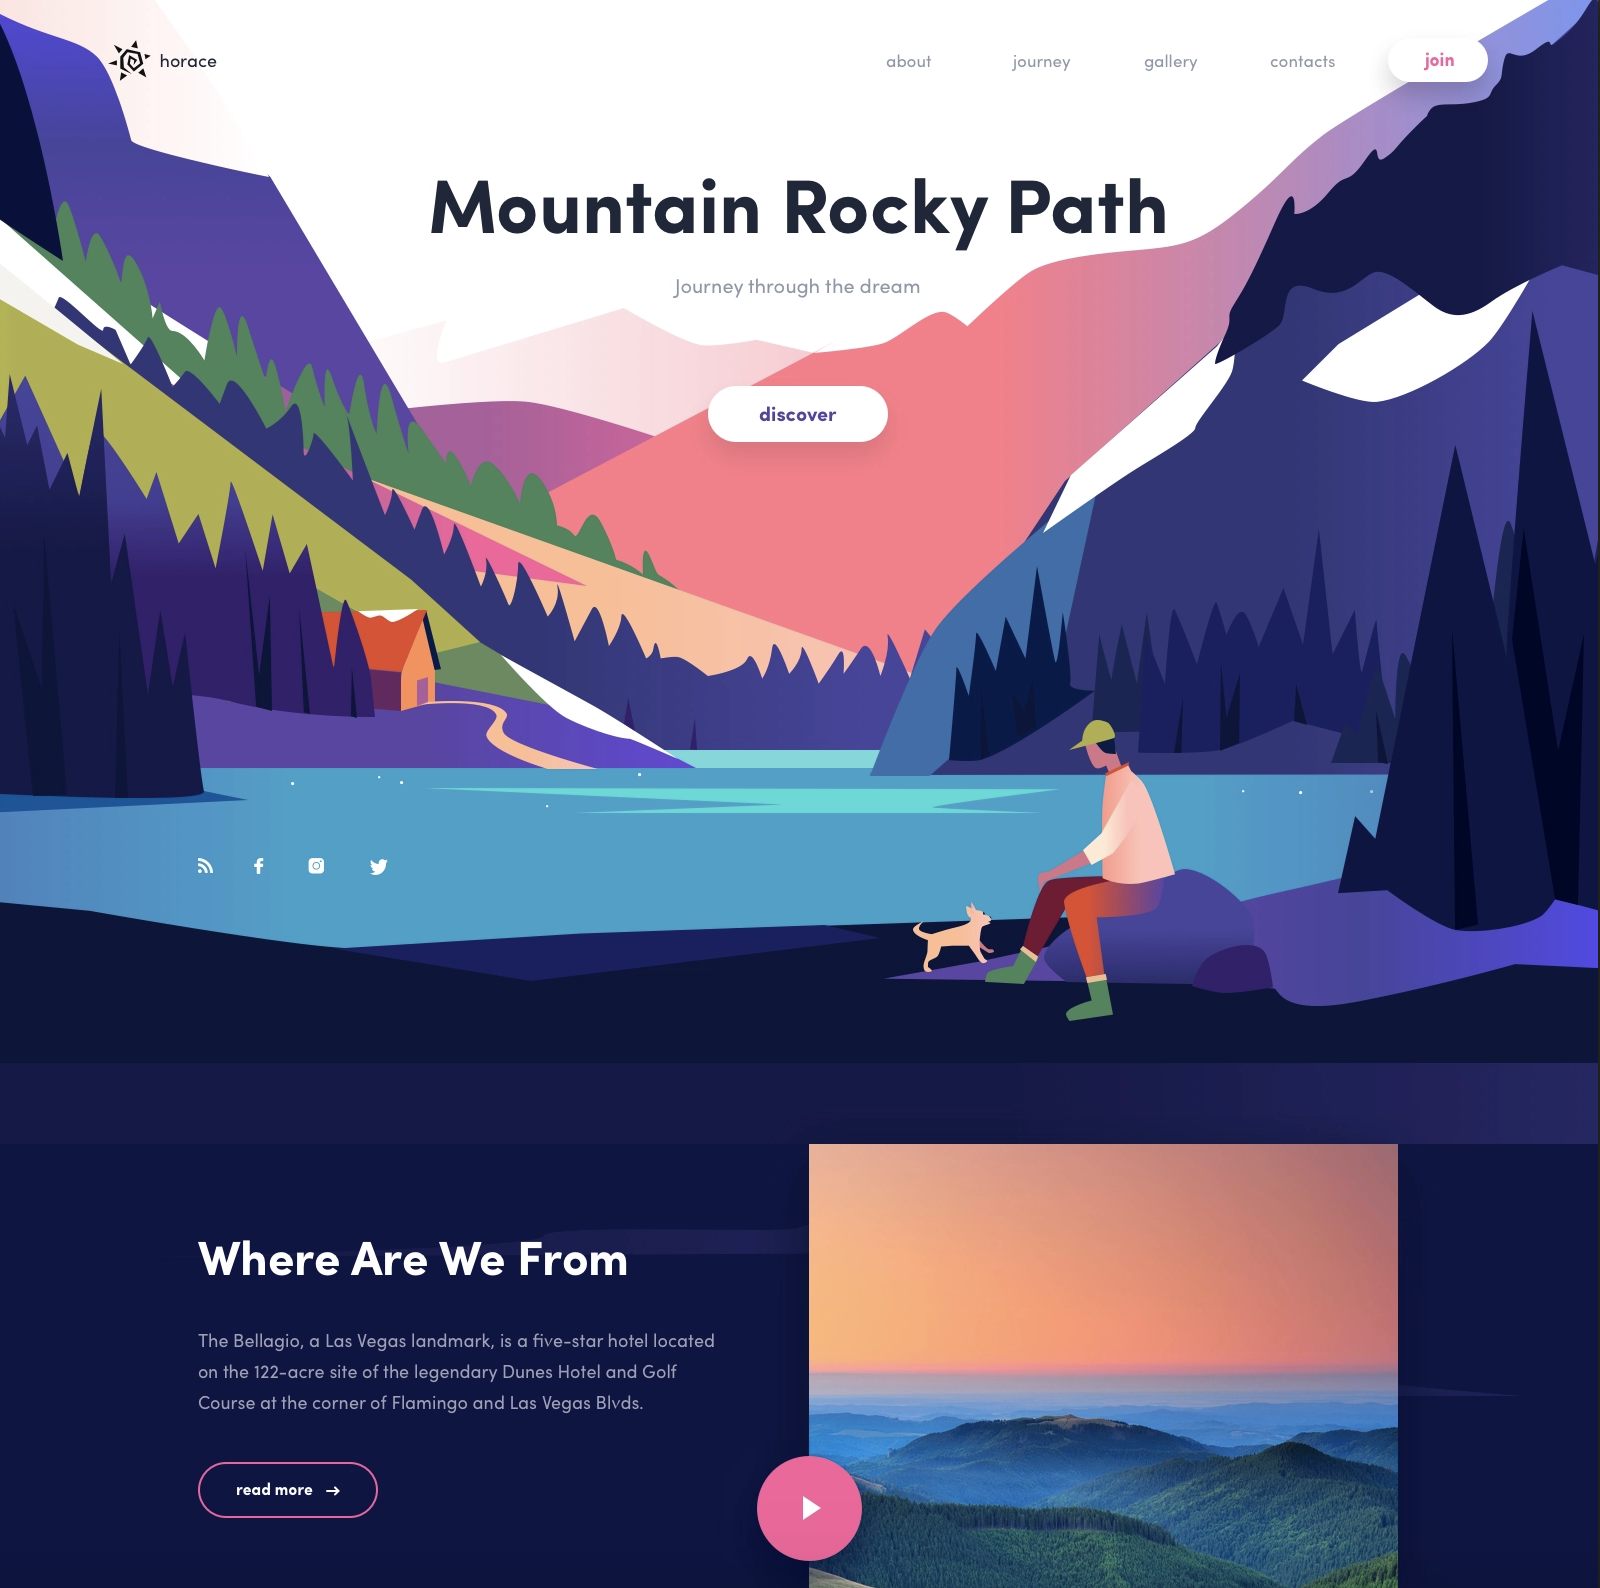 horace
about
journey
gallery
contacts
join
Mountain Rocky Path
Journey through the dream
discover
Where Are We From
The Bellagio, a Las Vegas landmark, is a five-star hotel located
on the 122-acre site of the legendary Dunes Hotel and Golf
Course at the corner of Flamingo and Las Vegas Blvds.
read more →